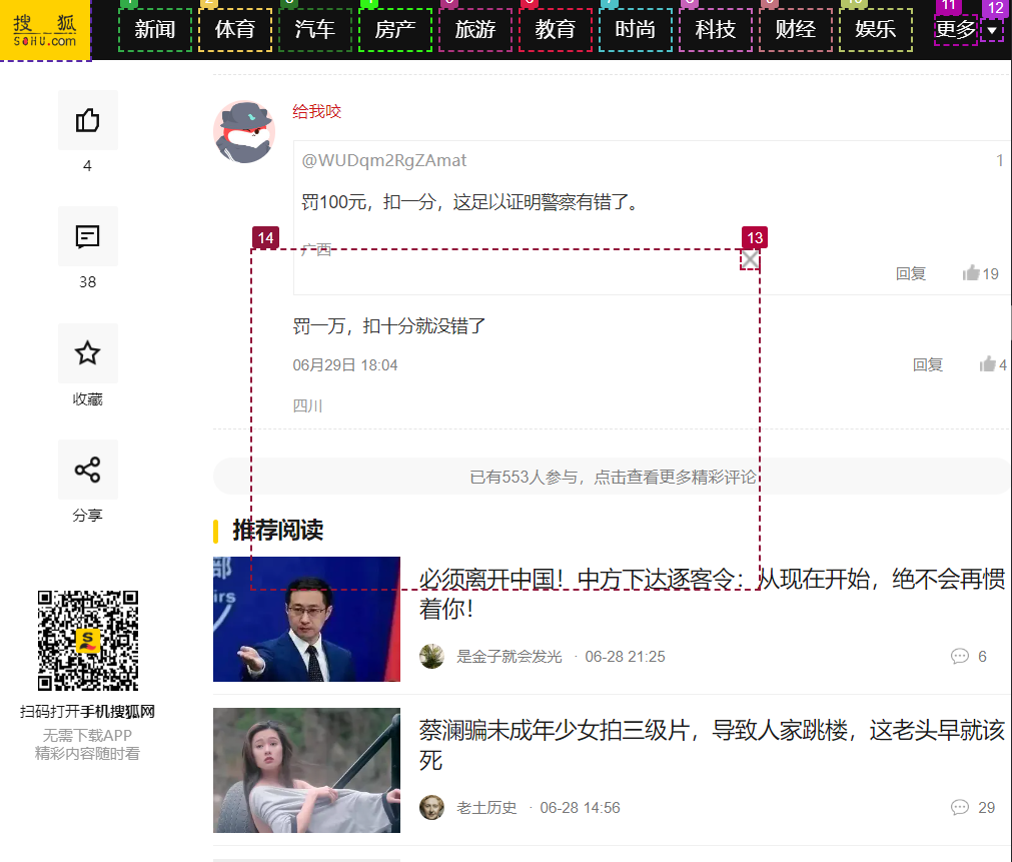 搜 狐
SOHU.com
新闻
体育
汽车
房产
旅游
教育
时尚
科技
财经
娱乐
11
12
更多
4
38
收藏
分享
扫码打开手机搜狐网
无需下载APP
精彩内容随时看
给我咬
@WUDqm2RgZAmat 1
罚100元，扣一分，这足以证明警察有错了。
14
13
广西
回复 19
罚一万，扣十分就没错了
06月29日 18:04 回复 4
四川
已有553人参与，点击查看更多精彩评论
推荐阅读
必须离开中国！中方下达逐客令：从现在开始，绝不会再惯
着你！
是金子就会发光 · 06-28 21:25 6
蔡澜骗未成年少女拍三级片，导致人家跳楼，这老头早就该
死
老土历史 · 06-28 14:56 29